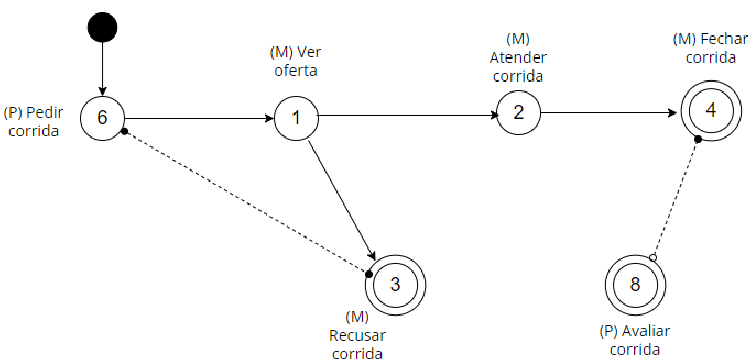 (M) Ver
oferta
(M)
Atender
corrida
(M) Fechar
corrida
(P) Pedir
corrida
6
1
2
4
3
8
(M)
Recusar
corrida
(P) Avaliar
corrida